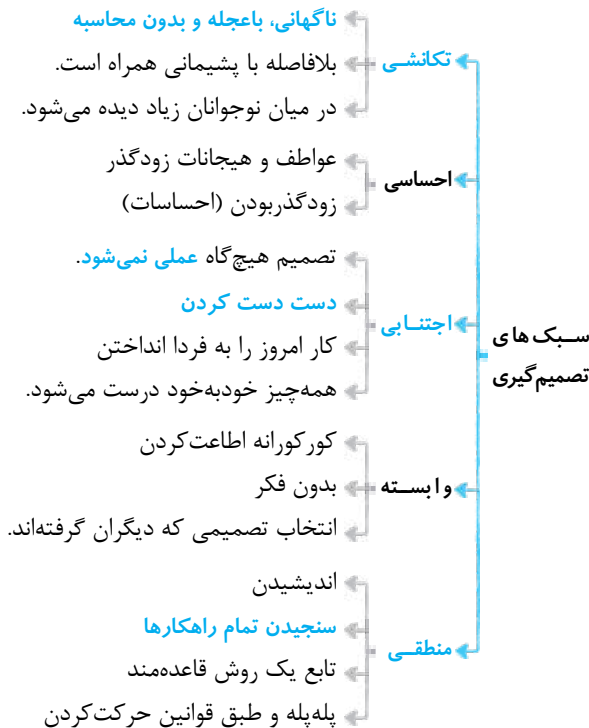 سبک‌های
تصمیم‌گیری
تکانشی
ناگهانی، باعجله و بدون محاسبه
بلافاصله با پشیمانی همراه است.
در میان نوجوانان زیاد دیده می‌شود.
احساسی
عواطف و هیجانات زودگذر
زودگذربودن (احساسات)
اجتنابی
تصمیم هیچ‌گاه عملی نمی‌شود.
دست دست کردن
کار امروز را به فردا انداختن
همه‌چیز خودبه‌خود درست می‌شود.
وابسته
کورکورانه اطاعت‌کردن
بدون فکر
انتخاب تصمیمی که دیگران گرفته‌اند.
منطقی
اندیشیدن
سنجیدن تمام راهکارها
تابع یک روش قاعده‌مند
پله‌پله و طبق قوانین حرکت‌کردن